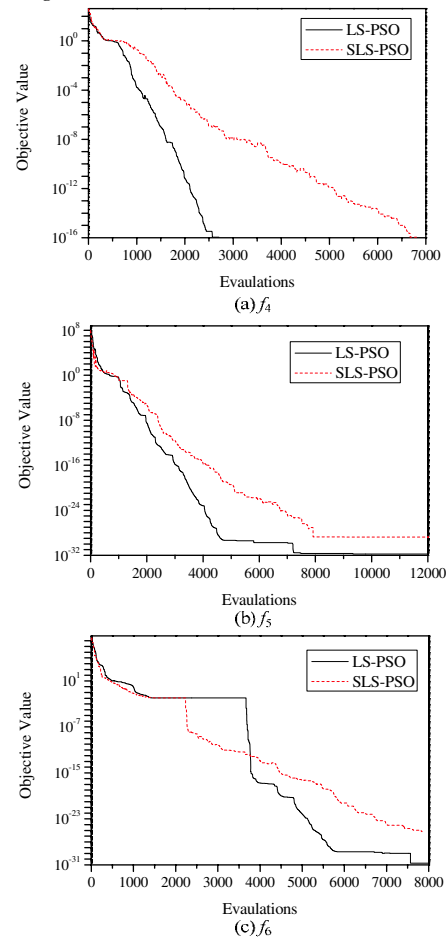 LS-PSO
SLS-PSO
Objective Value
10^0
10^-4
10^-8
10^-12
10^-16
0 1000 2000 3000 4000 5000 6000 7000
Evaulations
(a) f4
LS-PSO
SLS-PSO
Objective Value
10^8
10^0
10^-8
10^-16
10^-24
10^-32
0 2000 4000 6000 8000 10000 12000
Evaulations
(b) f5
LS-PSO
SLS-PSO
Objective Value
10^1
10^-7
10^-15
10^-23
10^-31
0 1000 2000 3000 4000 5000 6000 7000 8000
Evaulations
(c) f6